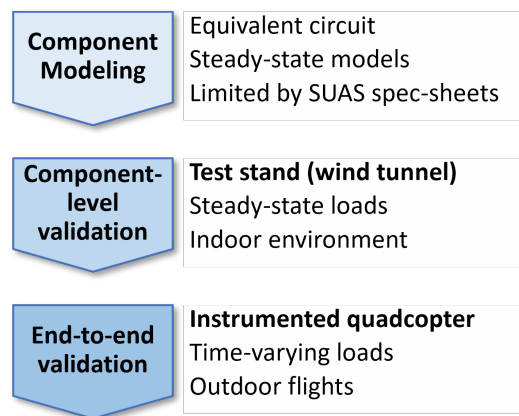 Component
Modeling
Equivalent circuit
Steady-state models
Limited by SUAS spec-sheets
Component-
level
validation
Test stand (wind tunnel)
Steady-state loads
Indoor environment
End-to-end
validation
Instrumented quadcopter
Time-varying loads
Outdoor flights